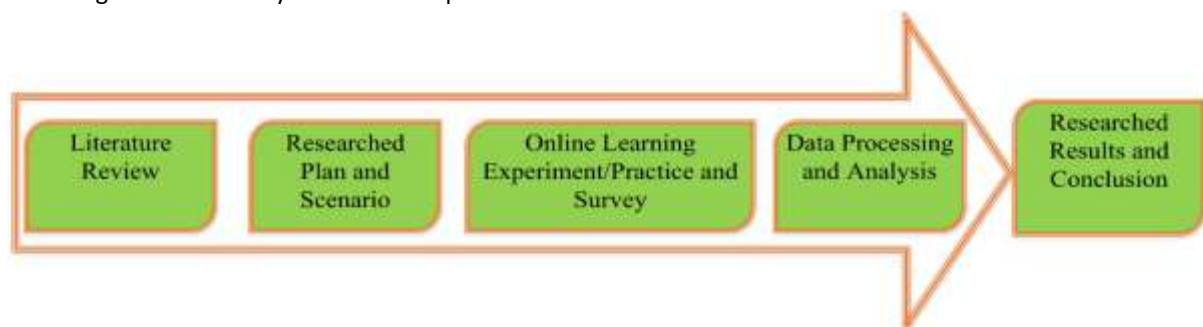 Literature
Review
Researched
Plan and
Scenario
Online Learning
Experiment/Practice and
Survey
Data Processing
and Analysis
Researched
Results and
Conclusion